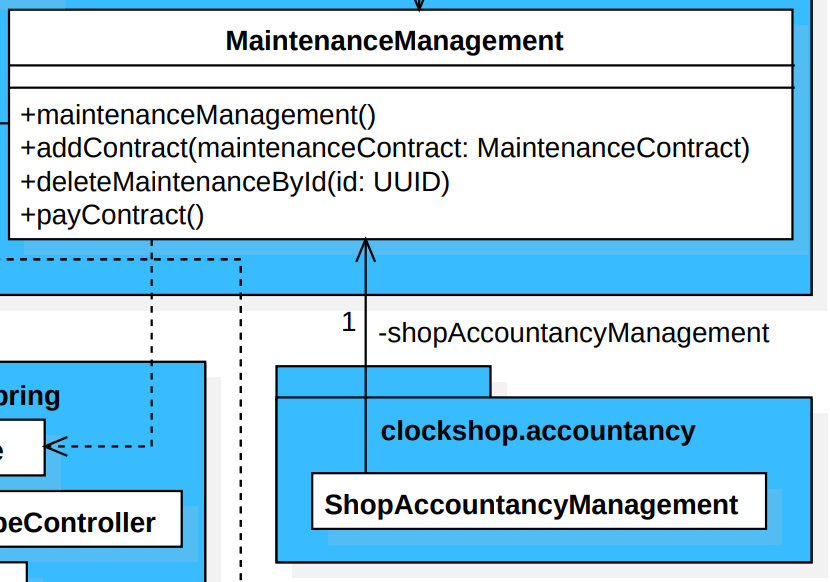 MaintenanceManagement
+maintenanceManagement()
+addContract(maintenanceContract: MaintenanceContract)
+deleteMaintenanceById(id: UUID)
+payContract()
1
-shopAccountancyManagement
clockshop.accountancy
ShopAccountancyManagement